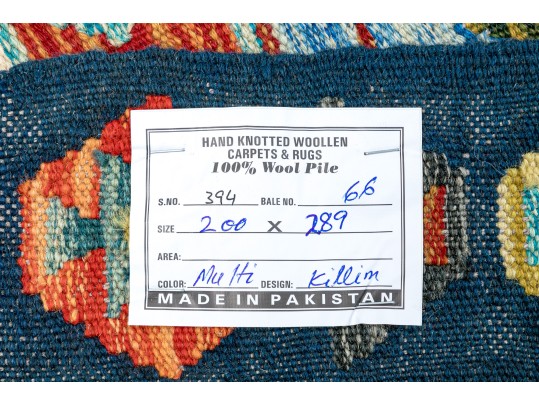 HAND KNOTTED WOOLLEN
CARPETS & RUGS
100% Wool Pile
S.NO. 394 BALE NO. 66
SIZE 200 X 289
AREA:
COLOR: Multi DESIGN: Killim
MADE IN PAKISTAN